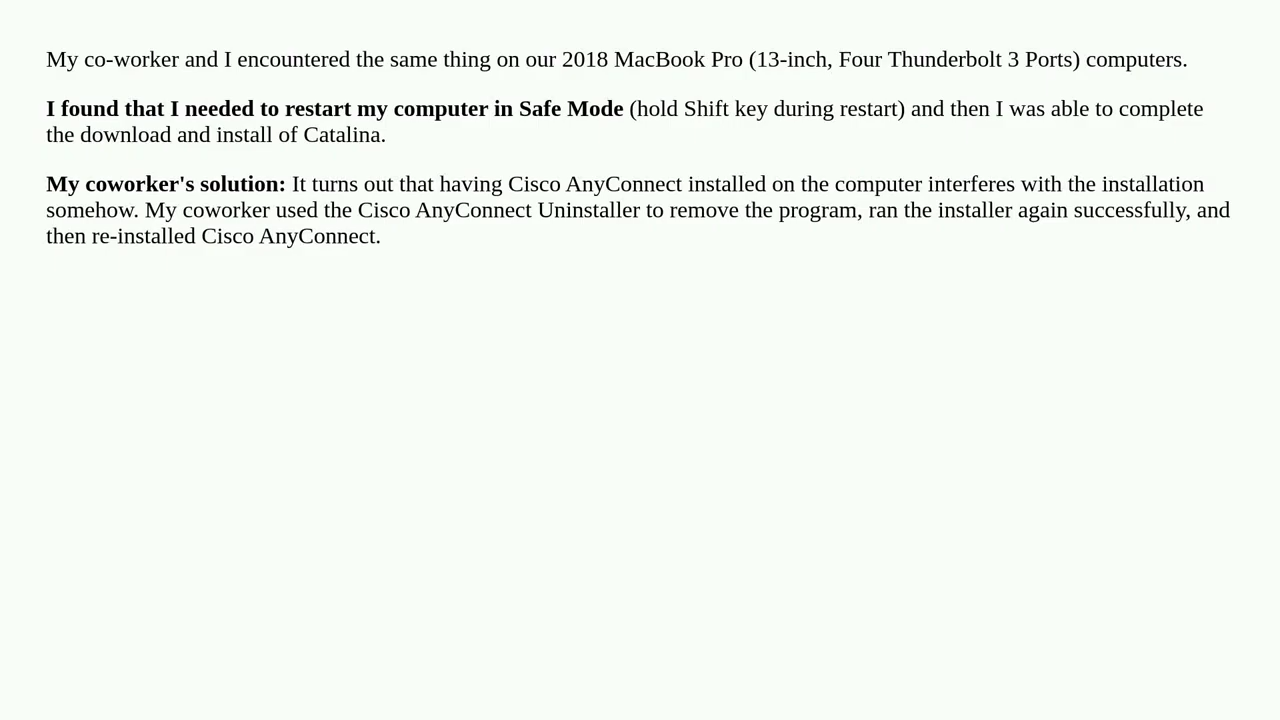 My co-worker and I encountered the same thing on our 2018 MacBook Pro (13-inch, Four Thunderbolt 3 Ports) computers.
I found that I needed to restart my computer in Safe Mode (hold Shift key during restart) and then I was able to complete
the download and install of Catalina.
My coworker's solution: It turns out that having Cisco AnyConnect installed on the computer interferes with the installation
somehow. My coworker used the Cisco AnyConnect Uninstaller to remove the program, ran the installer again successfully, and
then re-installed Cisco AnyConnect.